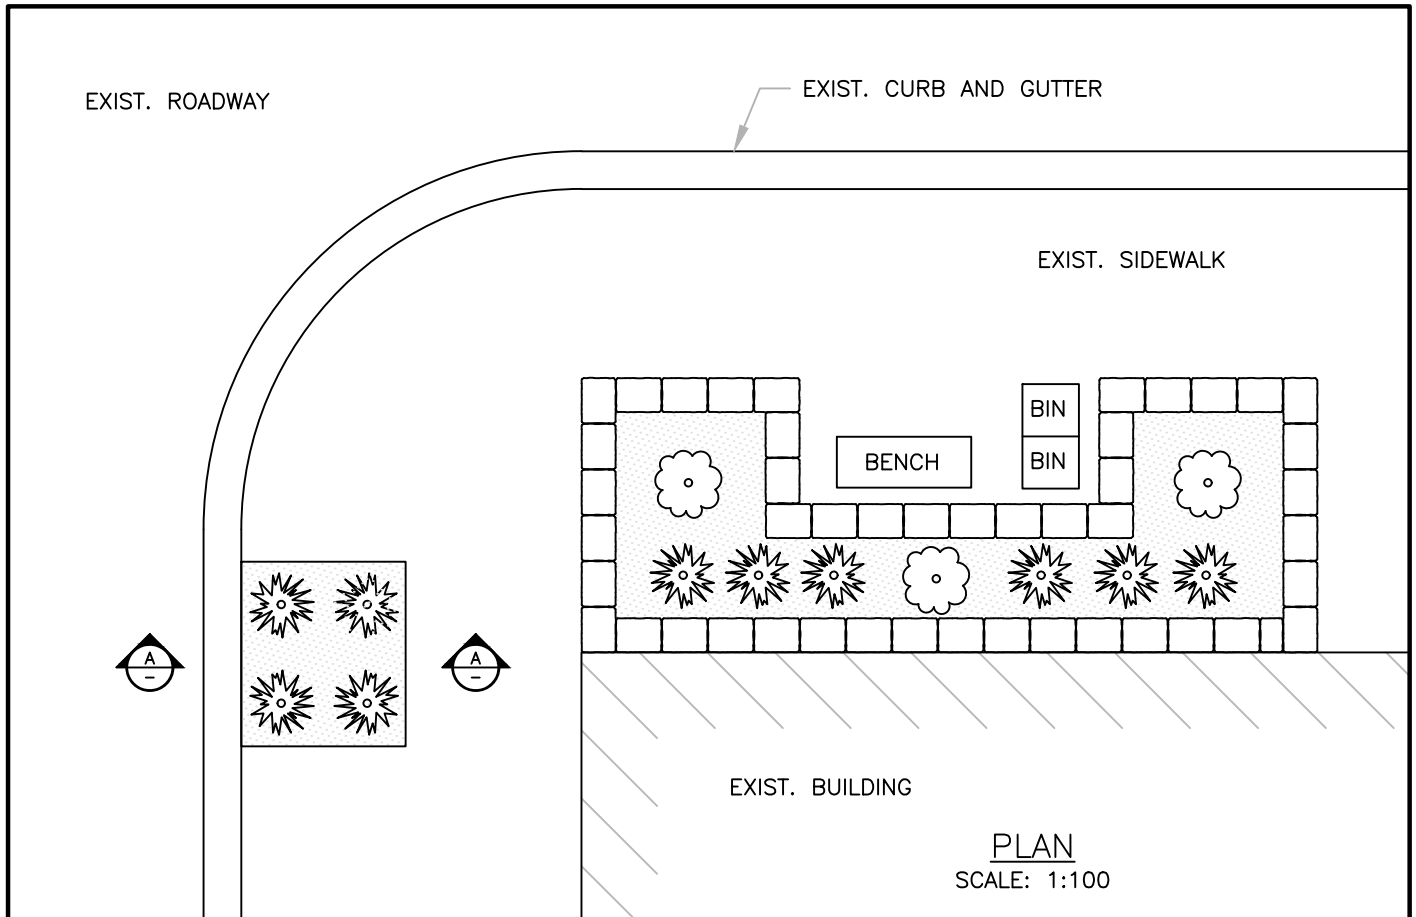 EXIST. CURB AND GUTTER
EXIST. ROADWAY
EXIST. SIDEWALK
BIN
BENCH
BIN
A
–
A
–
EXIST. BUILDING
PLAN
SCALE: 1:100